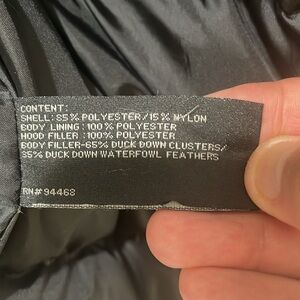 CONTENT:
SHELL: 85% POLYESTER/15% NYLON
BODY LINING: 100% POLYESTER
HOOD FILLER: 100% POLYESTER
BODY FILLER-65% DUCK DOWN CLUSTERS/
35% DUCK DOWN WATERFOWL FEATHERS
RN# 94468